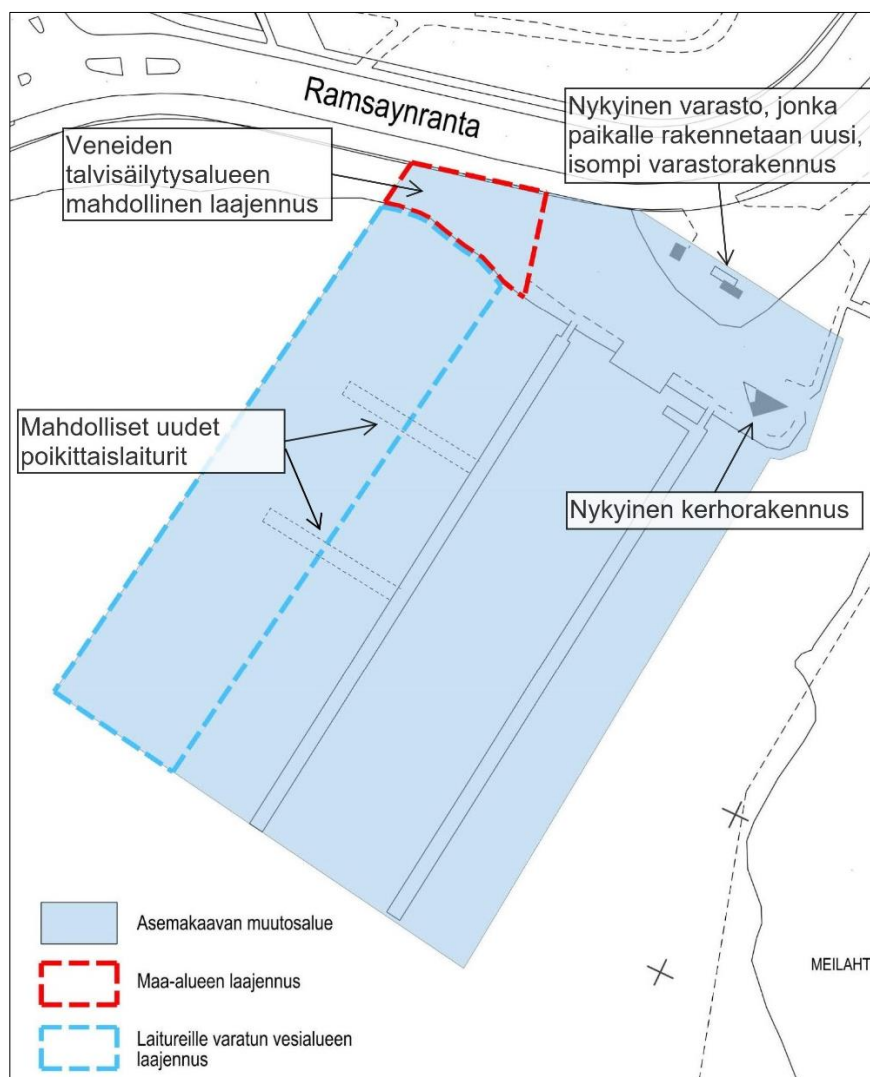 Ramsaynranta
Nykyinen varasto, jonka
paikalle rakennetaan uusi,
isompi varastorakennus
Veneiden
talvisäilytysalueen
mahdollinen laajennus
Mahdolliset uudet
poikittaislaiturit
Nykyinen kerhorakennus
Asemakaavan muutosalue
Maa-alueen laajennus
Laitureille varatun vesialueen
laajennus
MEILAHT